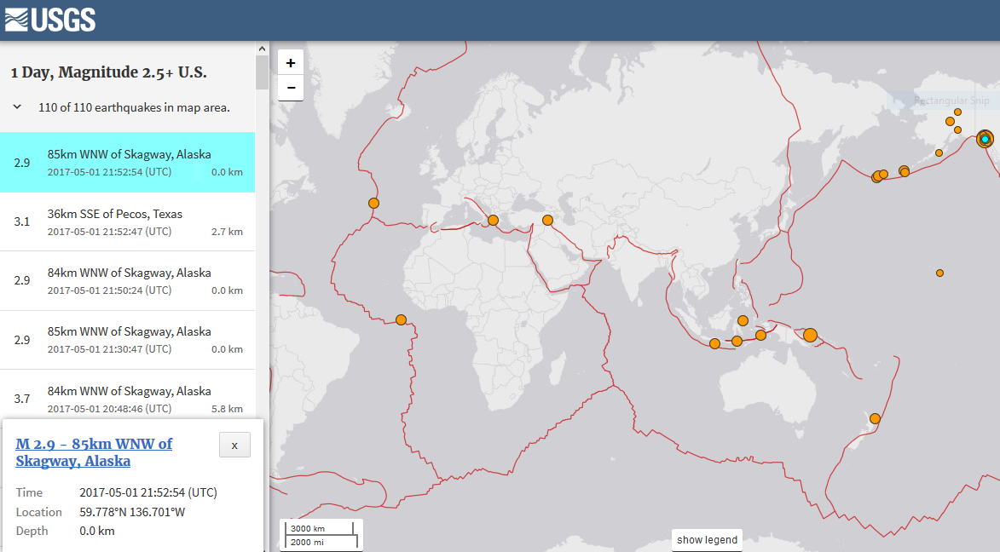 USGS
1 Day, Magnitude 2.5+ U.S.
110 of 110 earthquakes in map area.
2.9
85km WNW of Skagway, Alaska
2017-05-01 21:52:54 (UTC) 0.0 km
3.1
36km SSE of Pecos, Texas
2017-05-01 21:52:47 (UTC) 2.7 km
2.9
84km WNW of Skagway, Alaska
2017-05-01 21:50:24 (UTC) 0.0 km
2.9
85km WNW of Skagway, Alaska
2017-05-01 21:30:47 (UTC) 0.0 km
3.7
84km WNW of Skagway, Alaska
2017-05-01 20:48:46 (UTC) 5.8 km
M 2.9 - 85km WNW of
Skagway, Alaska
x
Time 2017-05-01 21:52:54 (UTC)
Location 59.778°N 136.701°W
Depth 0.0 km
+
−
Rectangular Snip
3000 km
2000 mi
show legend